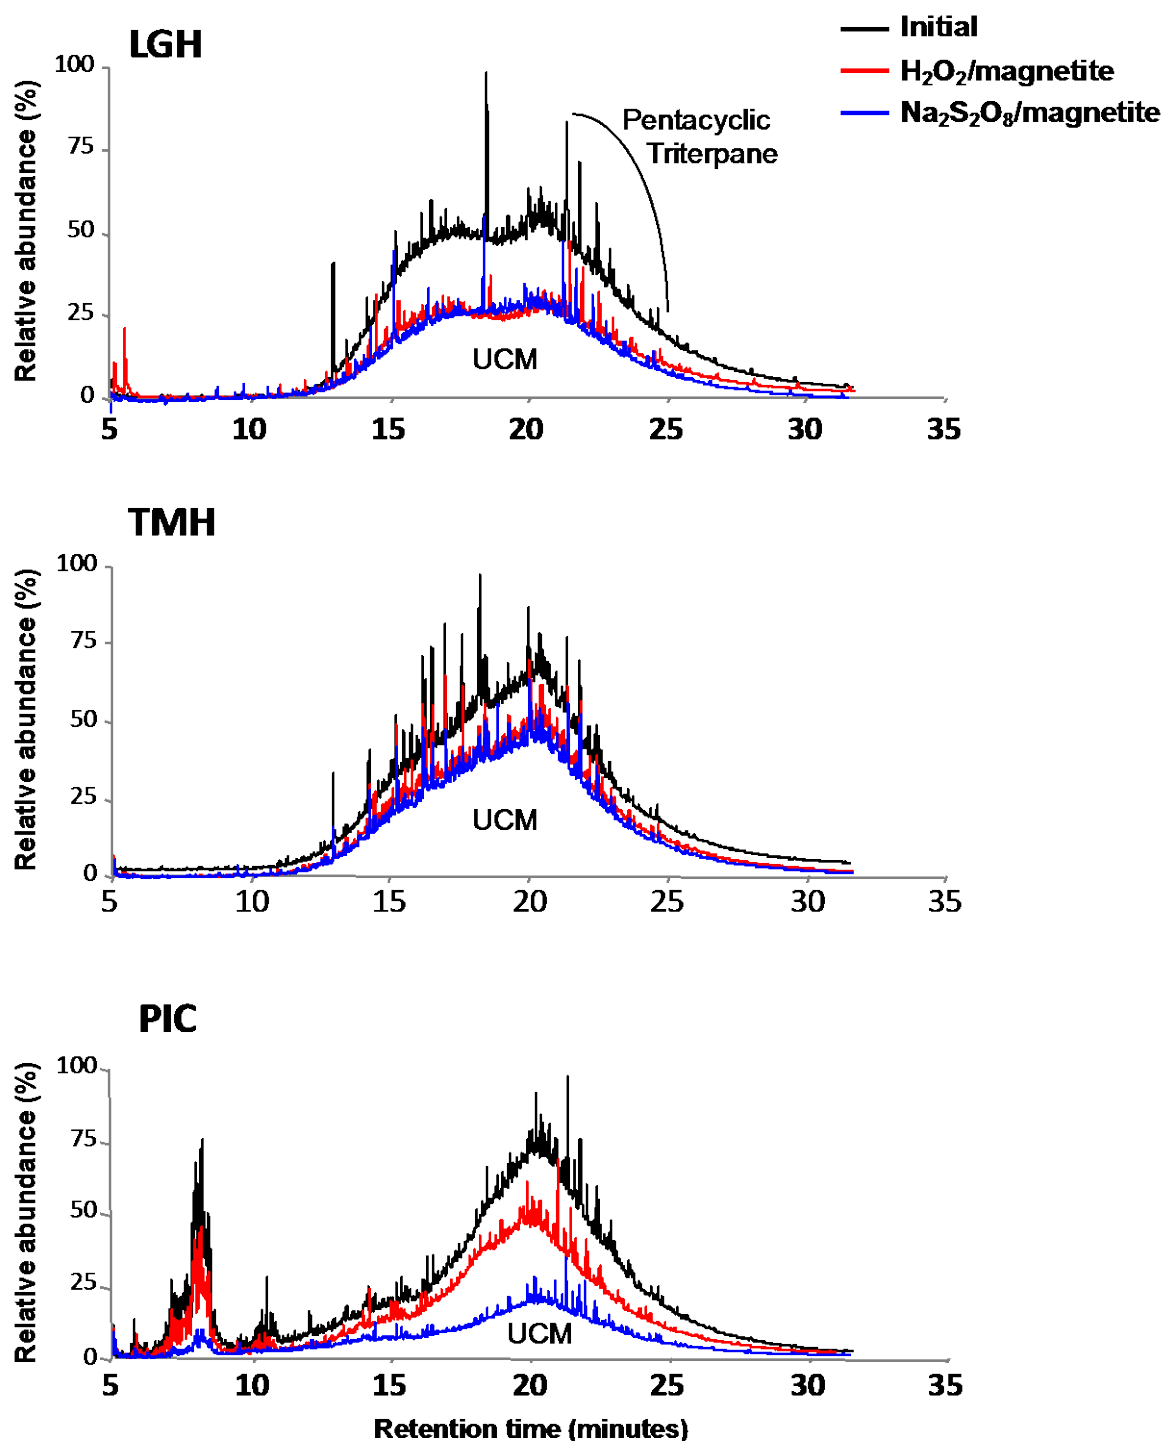 LGH
Initial
H₂O₂/magnetite
Na₂S₂O₈/magnetite
Relative abundance (%)
100
75
50
25
0
Pentacyclic
Triterpane
UCM
5 10 15 20 25 30 35
TMH
Relative abundance (%)
100
75
50
25
0
UCM
5 10 15 20 25 30 35
PIC
Relative abundance (%)
100
75
50
25
0
UCM
5 10 15 20 25 30 35
Retention time (minutes)